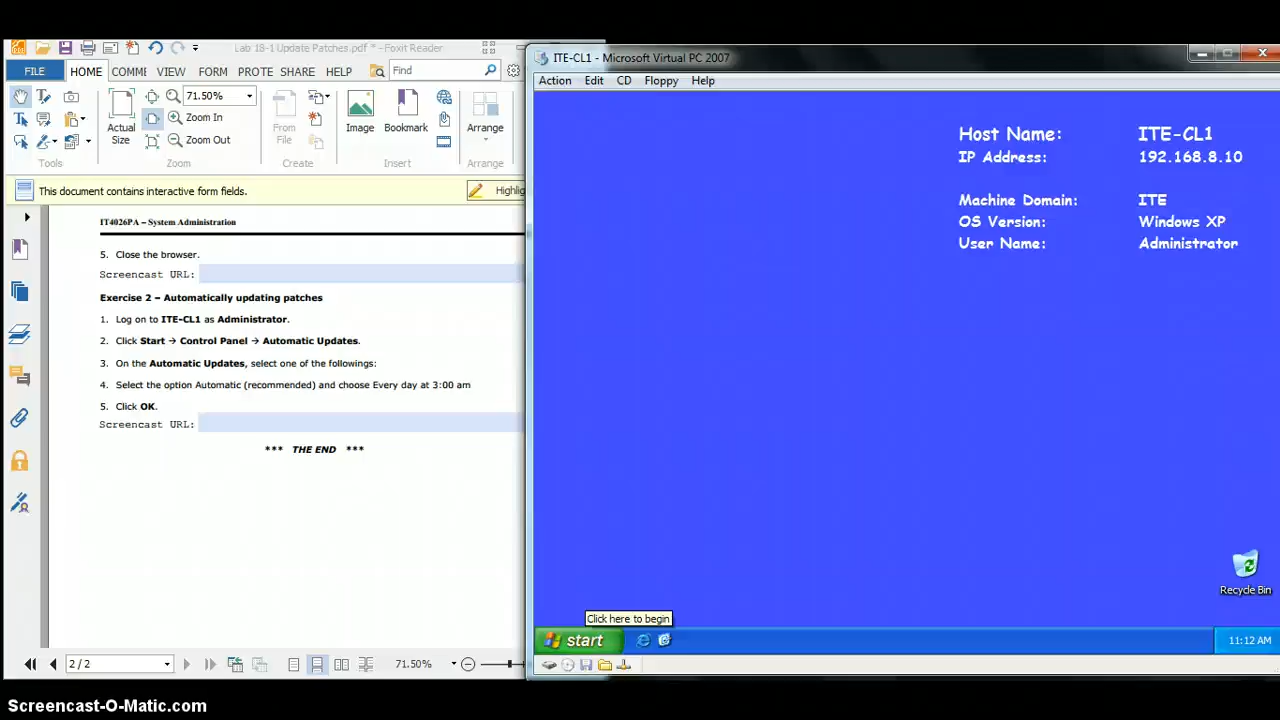 Lab 18-1 Update Patches.pdf * - Foxit Reader
FILE HOME COMME VIEW FORM PROTE SHARE HELP Find
71.50%
Actual Size
Zoom In
Zoom Out
From File
Image
Bookmark
Arrange
Tools Zoom Create Insert Arrange
This document contains interactive form fields.
Highlig
IT4026PA – System Administration
5. Close the browser.
Screencast URL:
Exercise 2 – Automatically updating patches
1. Log on to ITE-CL1 as Administrator.
2. Click Start → Control Panel → Automatic Updates.
3. On the Automatic Updates, select one of the followings:
4. Select the option Automatic (recommended) and choose Every day at 3:00 am
5. Click OK.
Screencast URL:
*** THE END ***
2 / 2
71.50%
ITE-CL1 - Microsoft Virtual PC 2007
Action Edit CD Floppy Help
Host Name: ITE-CL1
IP Address: 192.168.8.10
Machine Domain: ITE
OS Version: Windows XP
User Name: Administrator
Recycle Bin
Click here to begin
start
11:12 AM
Screencast-O-Matic.com